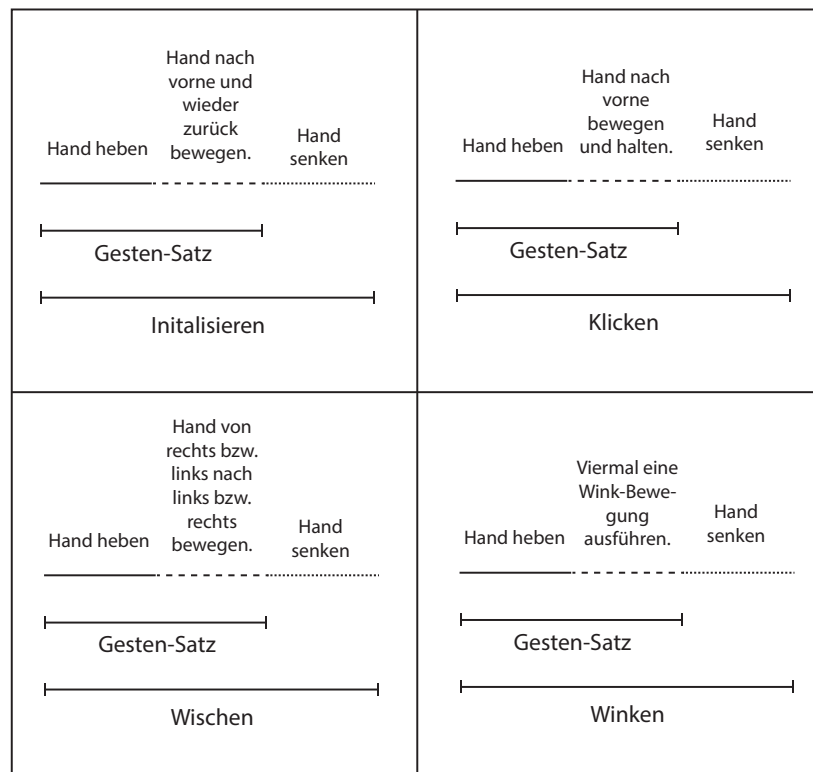 Hand heben
Hand nach
vorne und
wieder
zurück
bewegen.
Hand
senken
Gesten-Satz
Initalisieren
Hand heben
Hand nach
vorne
bewegen
und halten.
Hand
senken
Gesten-Satz
Klicken
Hand heben
Hand von
rechts bzw.
links nach
links bzw.
rechts
bewegen.
Hand
senken
Gesten-Satz
Wischen
Hand heben
Viermal eine
Wink-Bewe-
gung
ausführen.
Hand
senken
Gesten-Satz
Winken